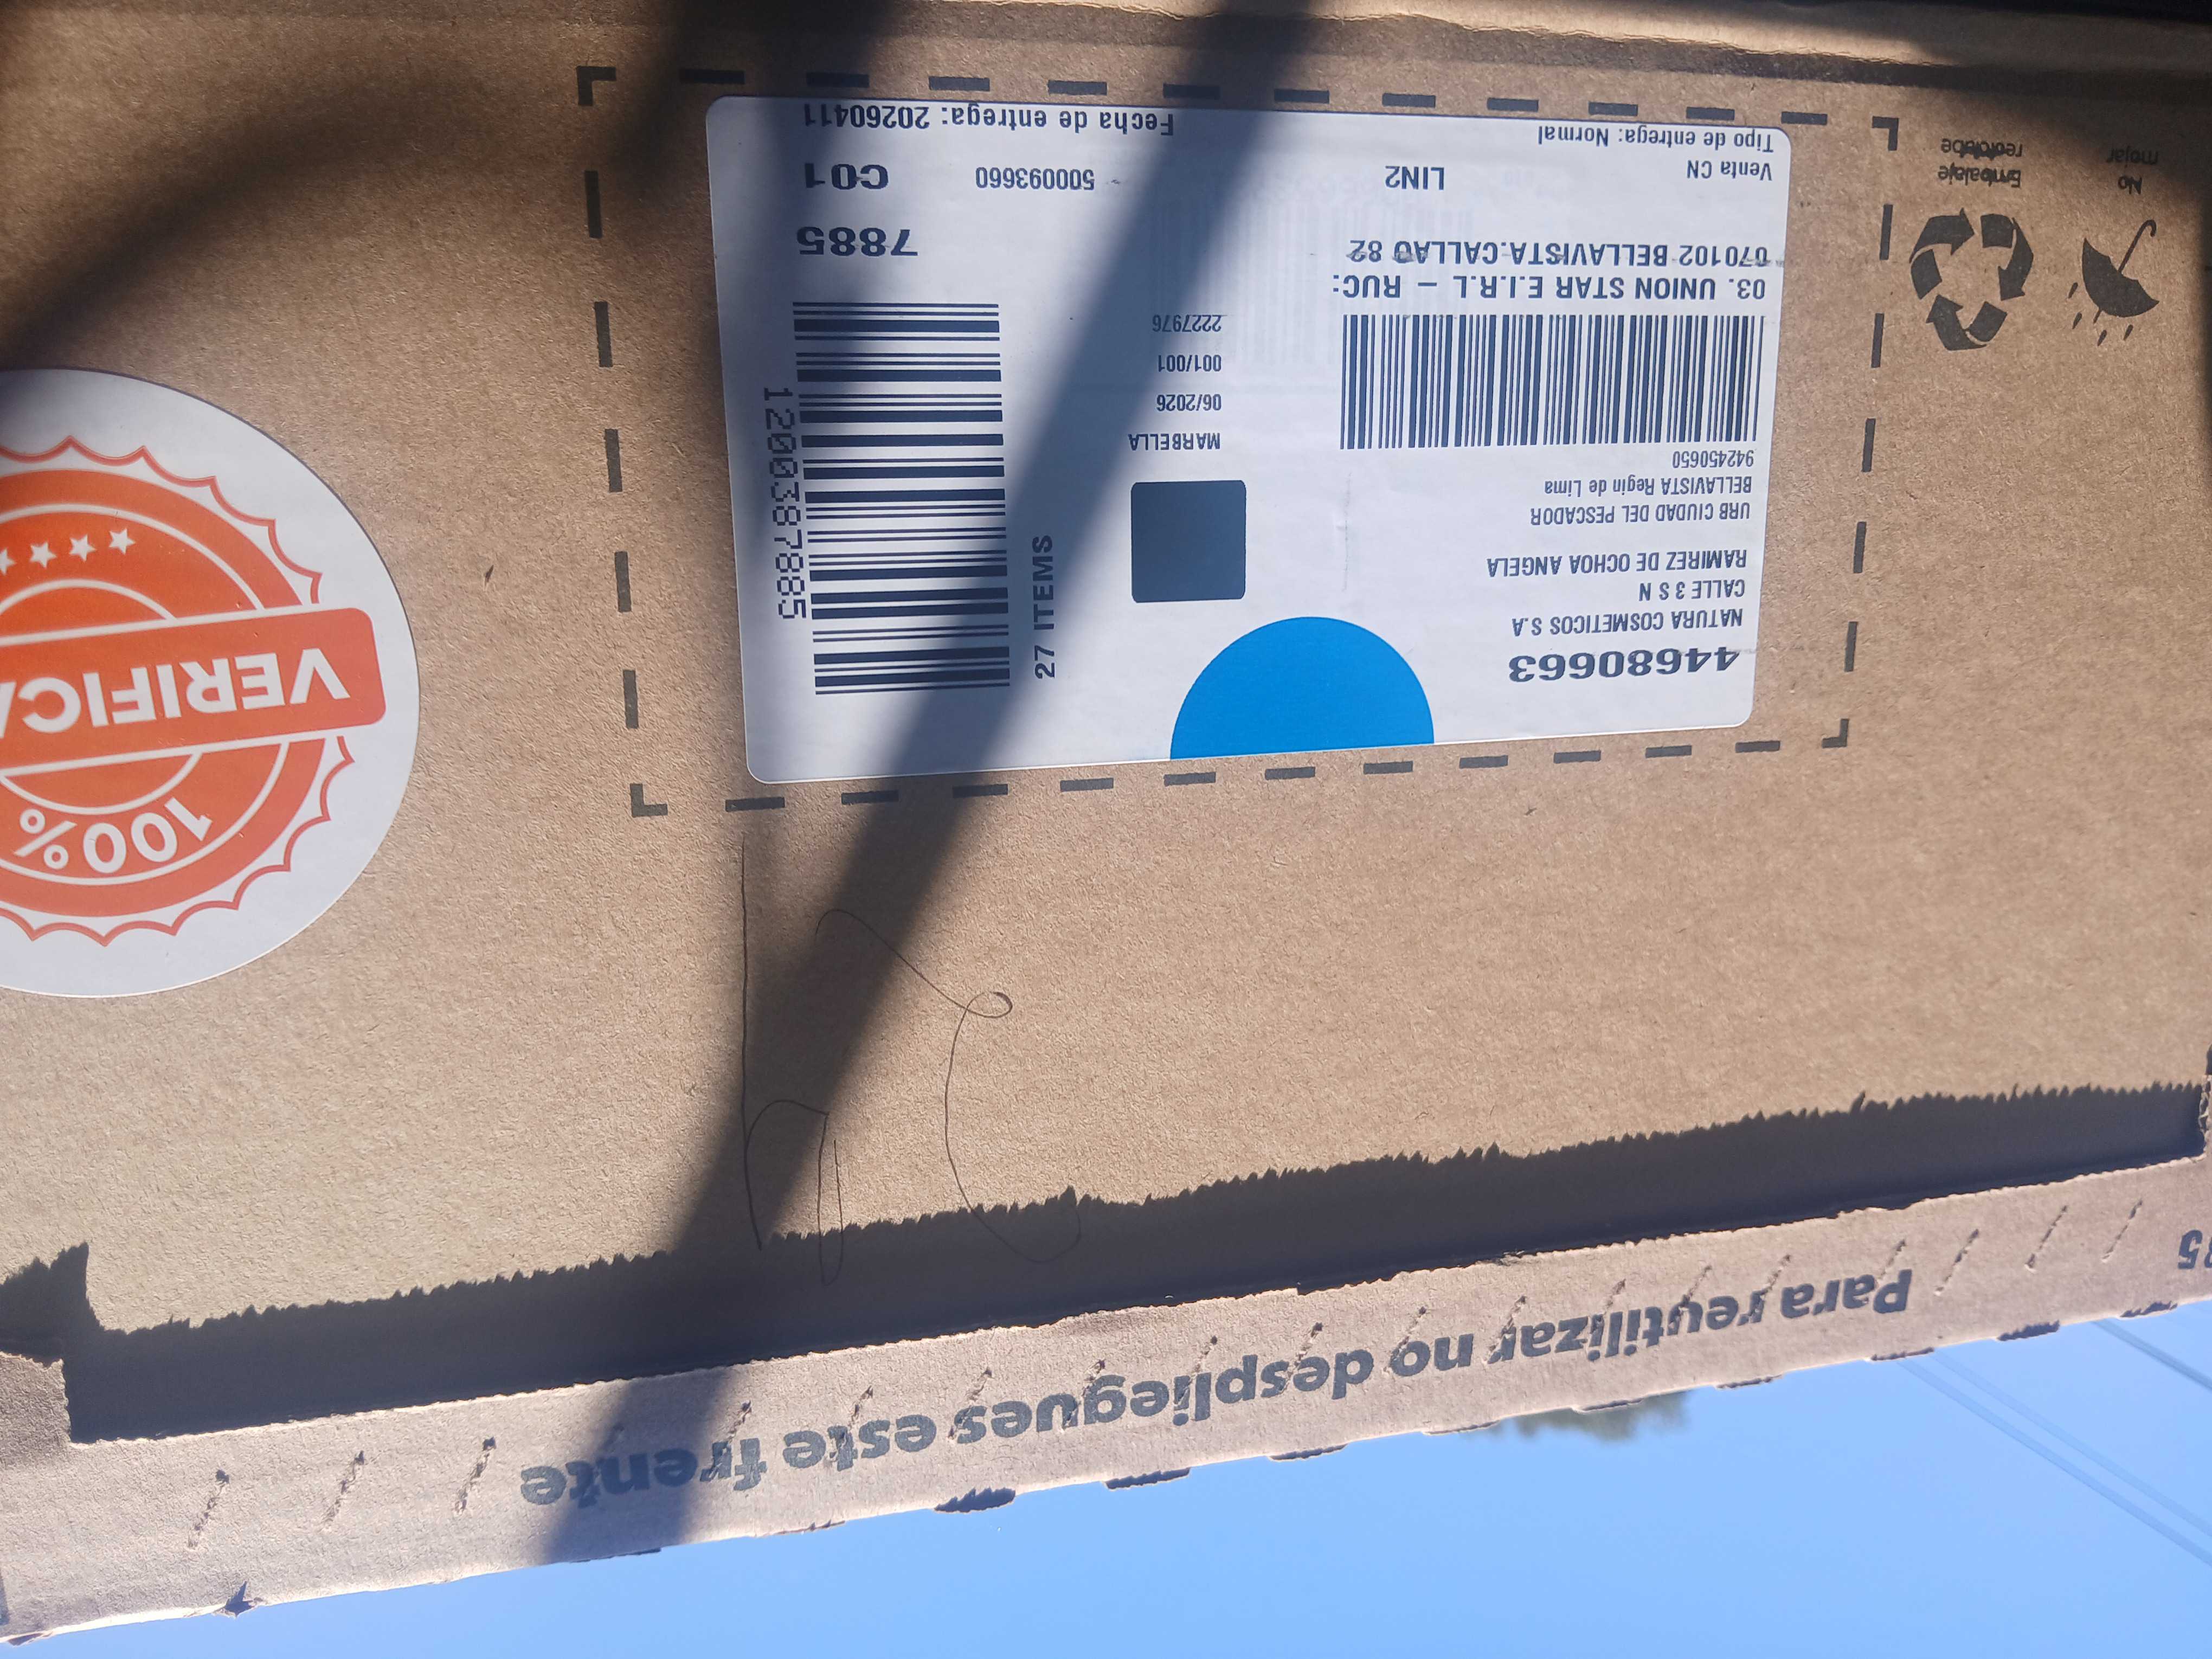 44680663
NATURA COSMETICOS S.A
CALLE 3 S N
RAMIREZ DE OCHOA ANGELA
URB CIUDAD DEL PESCADOR
BELLAVISTA Regin de Lima
942450650
03. UNION STAR E.I.R.L – RUC:
070102 BELLAVISTA.CALLAO 82
Venta CN
LIN2
Tipo de entrega: Normal
MARBELLA
06/2026
001/001
2227976
27 ITEMS
1200387885
7885
500093660
C01
Fecha de entrega: 20260411
100%
VERIFICA
Embalaje
reciclabe
No
mojar
Para reutilizar no despliegues este frente